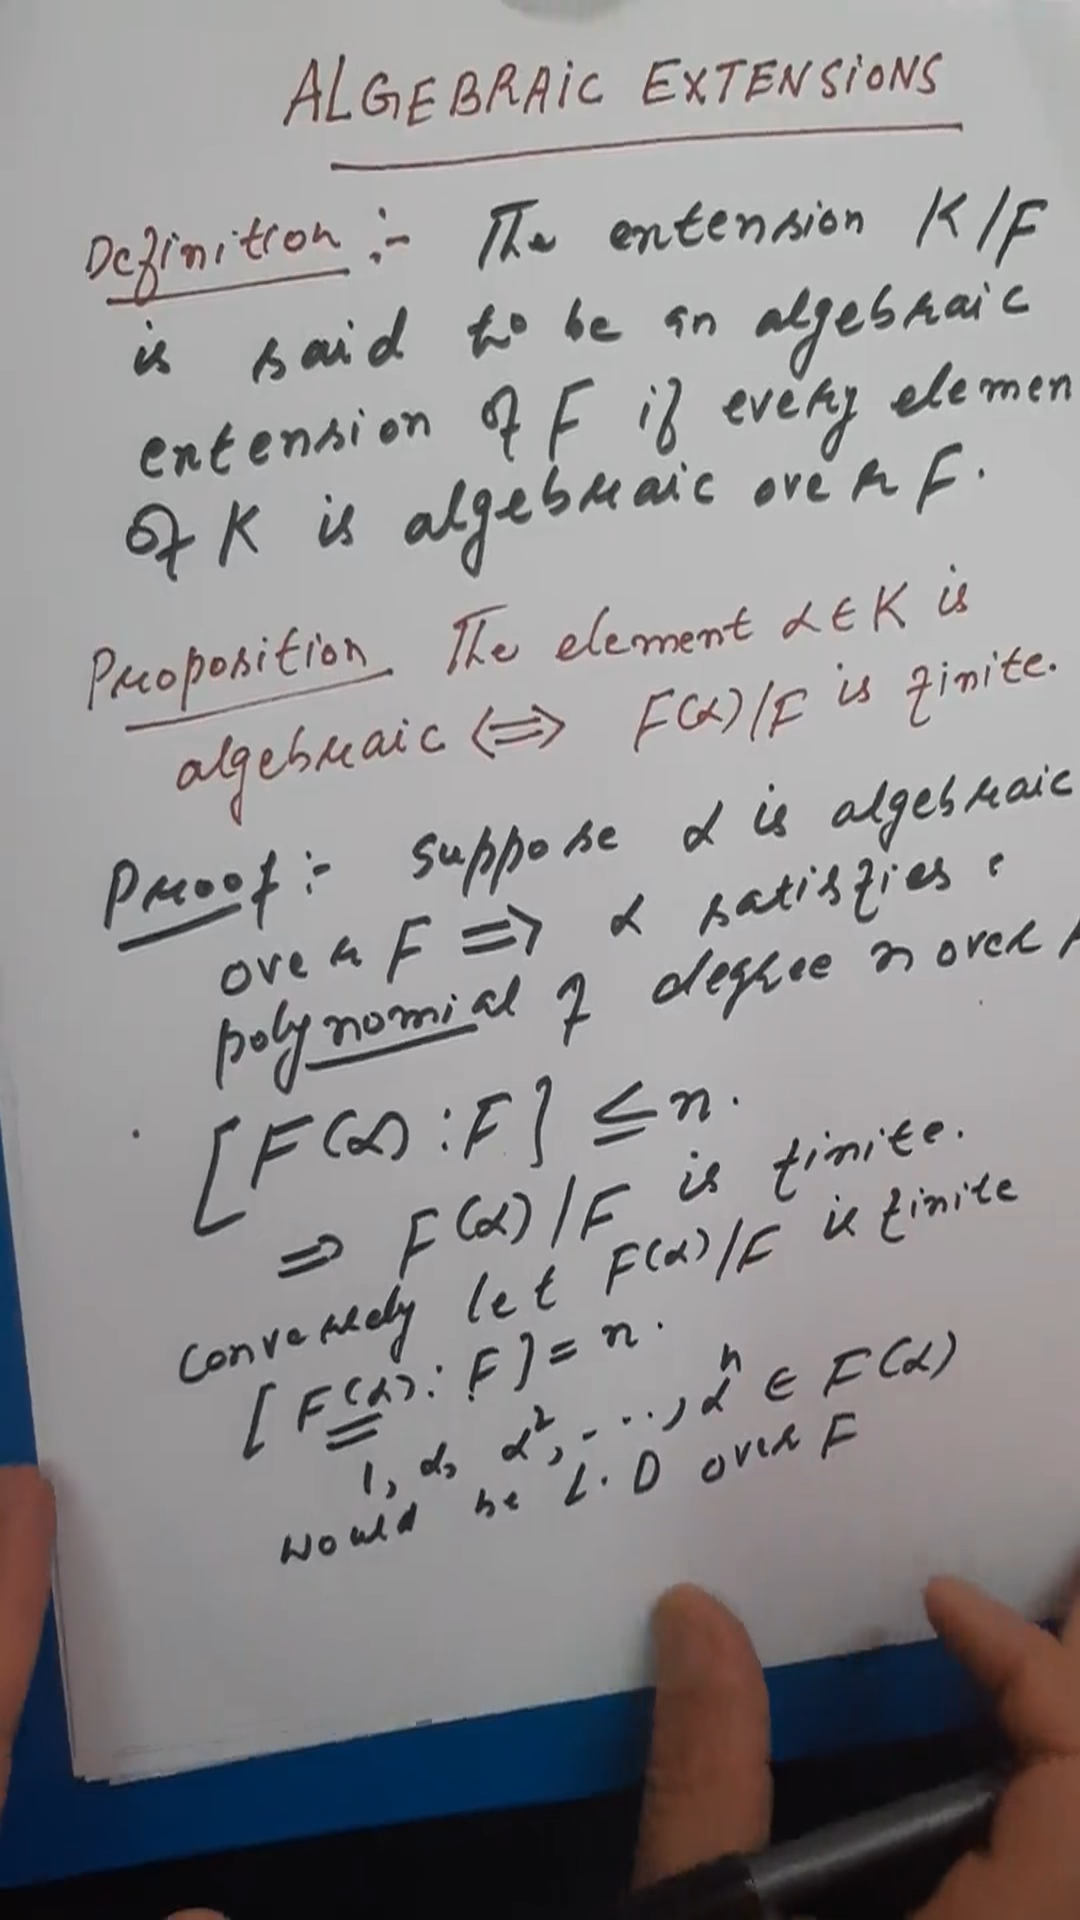 ALGEBRAIC EXTENSIONS
Definition :- The extension K/F
is said to be an algebraic
extension of F if every elemen
of K is algebraic over F.
Proposition. The element α∈K is
algebraic <=> F(α)/F is finite.
Proof :- suppose α is algebraic
over F => α satisfies
polynomial of degree n over F
[F(α) : F] ≤ n.
=> F(α)/F is finite.
conversely let F(α)/F is finite
[F(α) : F] = n.
1, α, α², - .., αⁿ ∈ F(α)
would be L.D over F